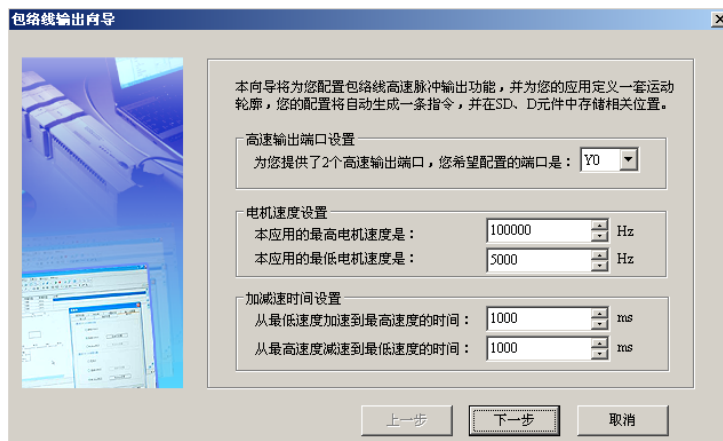 包络线输出向导
本向导将为您配置包络线高速脉冲输出功能，并为您的应用定义一套运动
轮廓，您的配置将自动生成一条指令，并在SD、D元件中存储相关位置。
高速输出端口设置
为您提供了2个高速输出端口，您希望配置的端口是： Y0
电机速度设置
本应用的最高电机速度是： 100000 Hz
本应用的最低电机速度是： 5000 Hz
加减速时间设置
从最低速度加速到最高速度的时间： 1000 ms
从最高速度减速到最低速度的时间： 1000 ms
上一步 下一步 取消